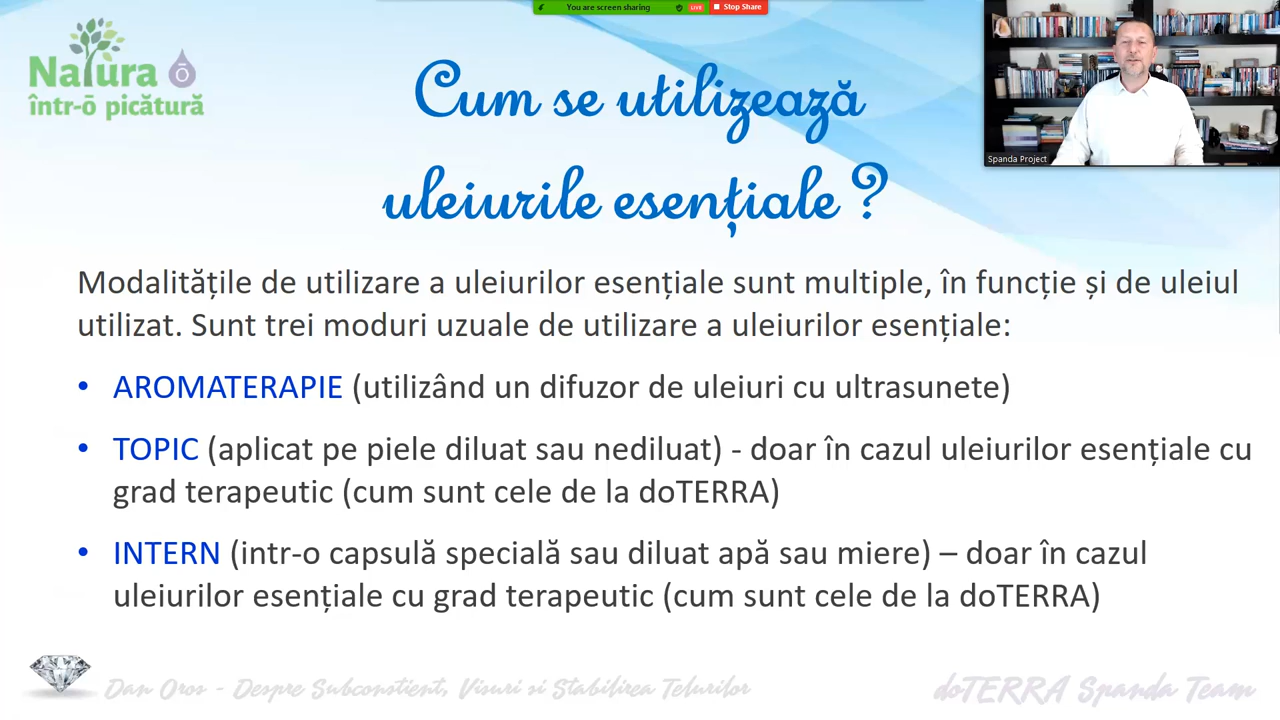 You are screen sharing
LIVE
Stop Share
Natura
într-ō picătură
Cum se utilizează
uleiurile esențiale ?
Spanda Project
Modalitățile de utilizare a uleiurilor esențiale sunt multiple, în funcție și de uleiul
utilizat. Sunt trei moduri uzuale de utilizare a uleiurilor esențiale:
• AROMATERAPIE (utilizând un difuzor de uleiuri cu ultrasunete)
• TOPIC (aplicat pe piele diluat sau nediluat) - doar în cazul uleiurilor esențiale cu
grad terapeutic (cum sunt cele de la doTERRA)
• INTERN (intr-o capsulă specială sau diluat apă sau miere) – doar în cazul
uleiurilor esențiale cu grad terapeutic (cum sunt cele de la doTERRA)
Dan Oros - Despre Subconstient, Visuri si Stabilirea Telurilor
doTERRA Spanda Team